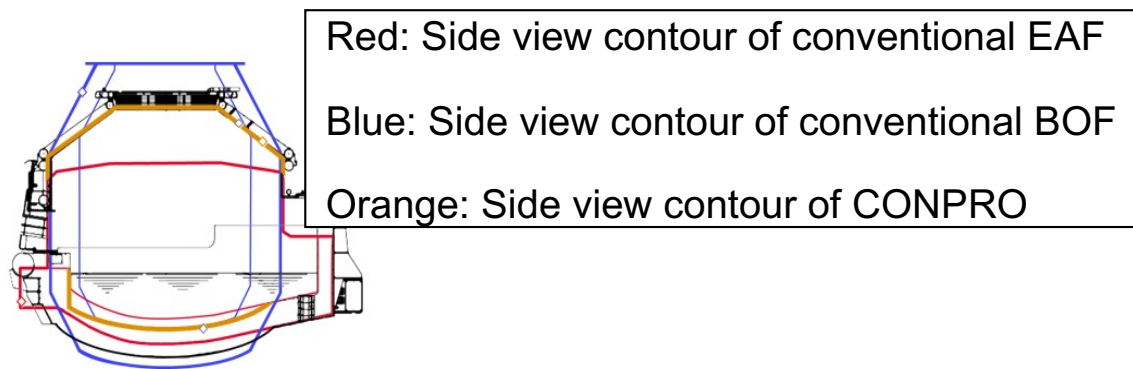 Red: Side view contour of conventional EAF
Blue: Side view contour of conventional BOF
Orange: Side view contour of CONPRO